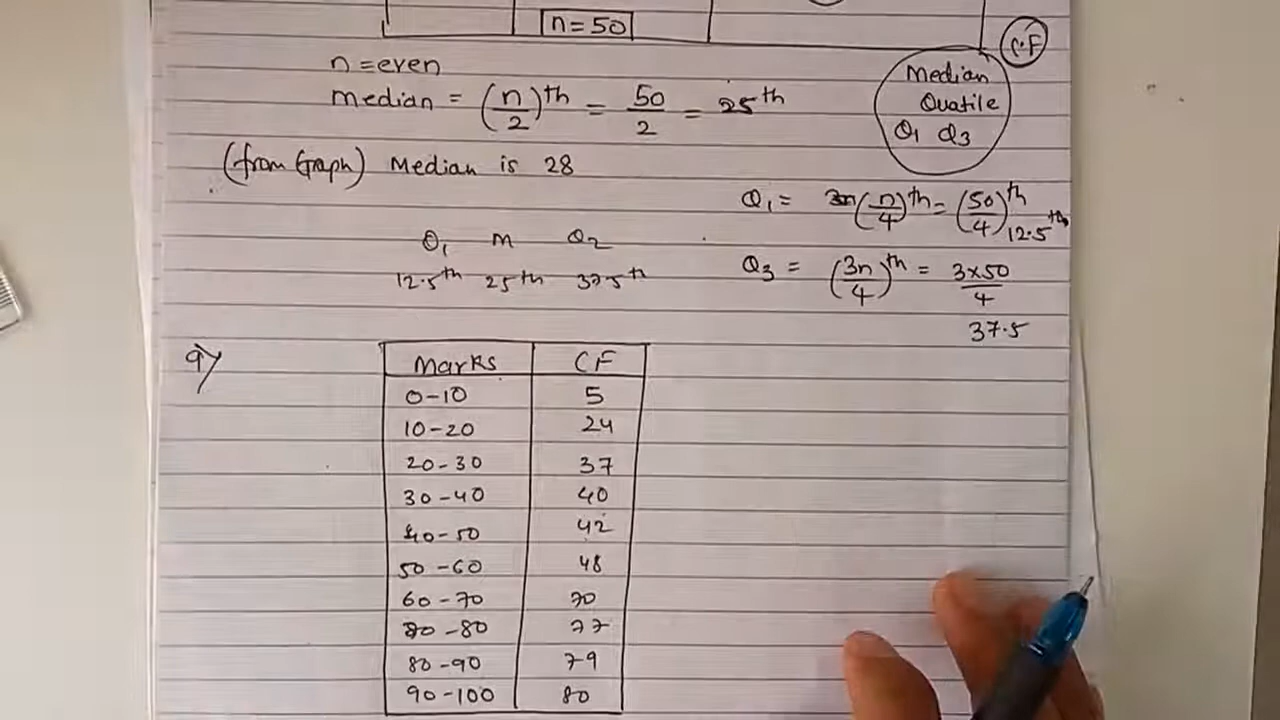 n = 50
C.F
n = even
Median
Quatile
Q1 Q3
median = (n/2)th = 50/2 = 25th
(from Graph) Median is 28
Q1 = (n/4)th = (50/4)th 12.5th
Q1 m Q2
12.5th 25th 37.5th
Q3 = (3n/4)th = 3x50/4
37.5
9)
Marks CF
0-10 5
10-20 24
20-30 37
30-40 40
40-50 42
50-60 48
60-70 70
70-80 77
80-90 79
90-100 80